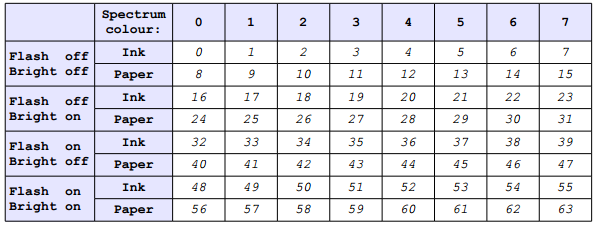 Spectrum colour: 0 1 2 3 4 5 6 7
Flash off Bright off Ink 0 1 2 3 4 5 6 7
Paper 8 9 10 11 12 13 14 15
Flash off Bright on Ink 16 17 18 19 20 21 22 23
Paper 24 25 26 27 28 29 30 31
Flash on Bright off Ink 32 33 34 35 36 37 38 39
Paper 40 41 42 43 44 45 46 47
Flash on Bright on Ink 48 49 50 51 52 53 54 55
Paper 56 57 58 59 60 61 62 63